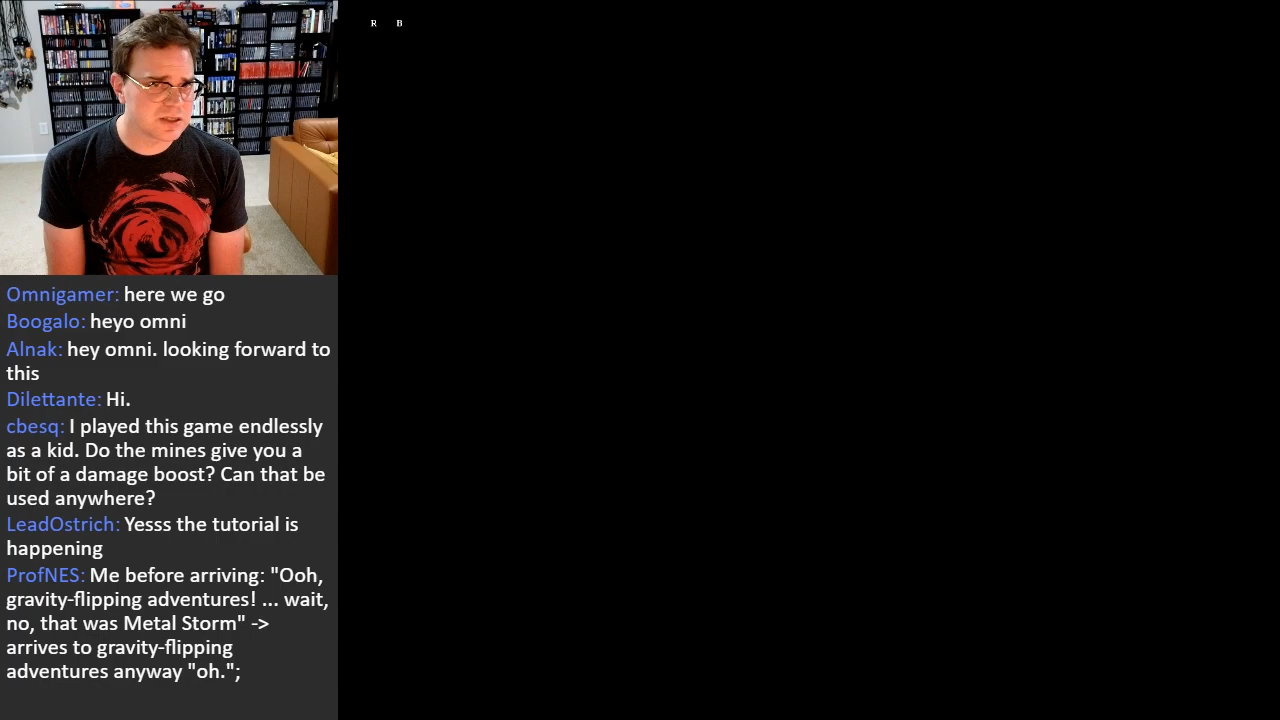 R B
Omnigamer: here we go
Boogalo: heyo omni
Alnak: hey omni. looking forward to
this
Dilettante: Hi.
cbesq: I played this game endlessly
as a kid. Do the mines give you a
bit of a damage boost? Can that be
used anywhere?
LeadOstrich: Yesss the tutorial is
happening
ProfNES: Me before arriving: "Ooh,
gravity-flipping adventures! ... wait,
no, that was Metal Storm" ->
arrives to gravity-flipping
adventures anyway "oh.";